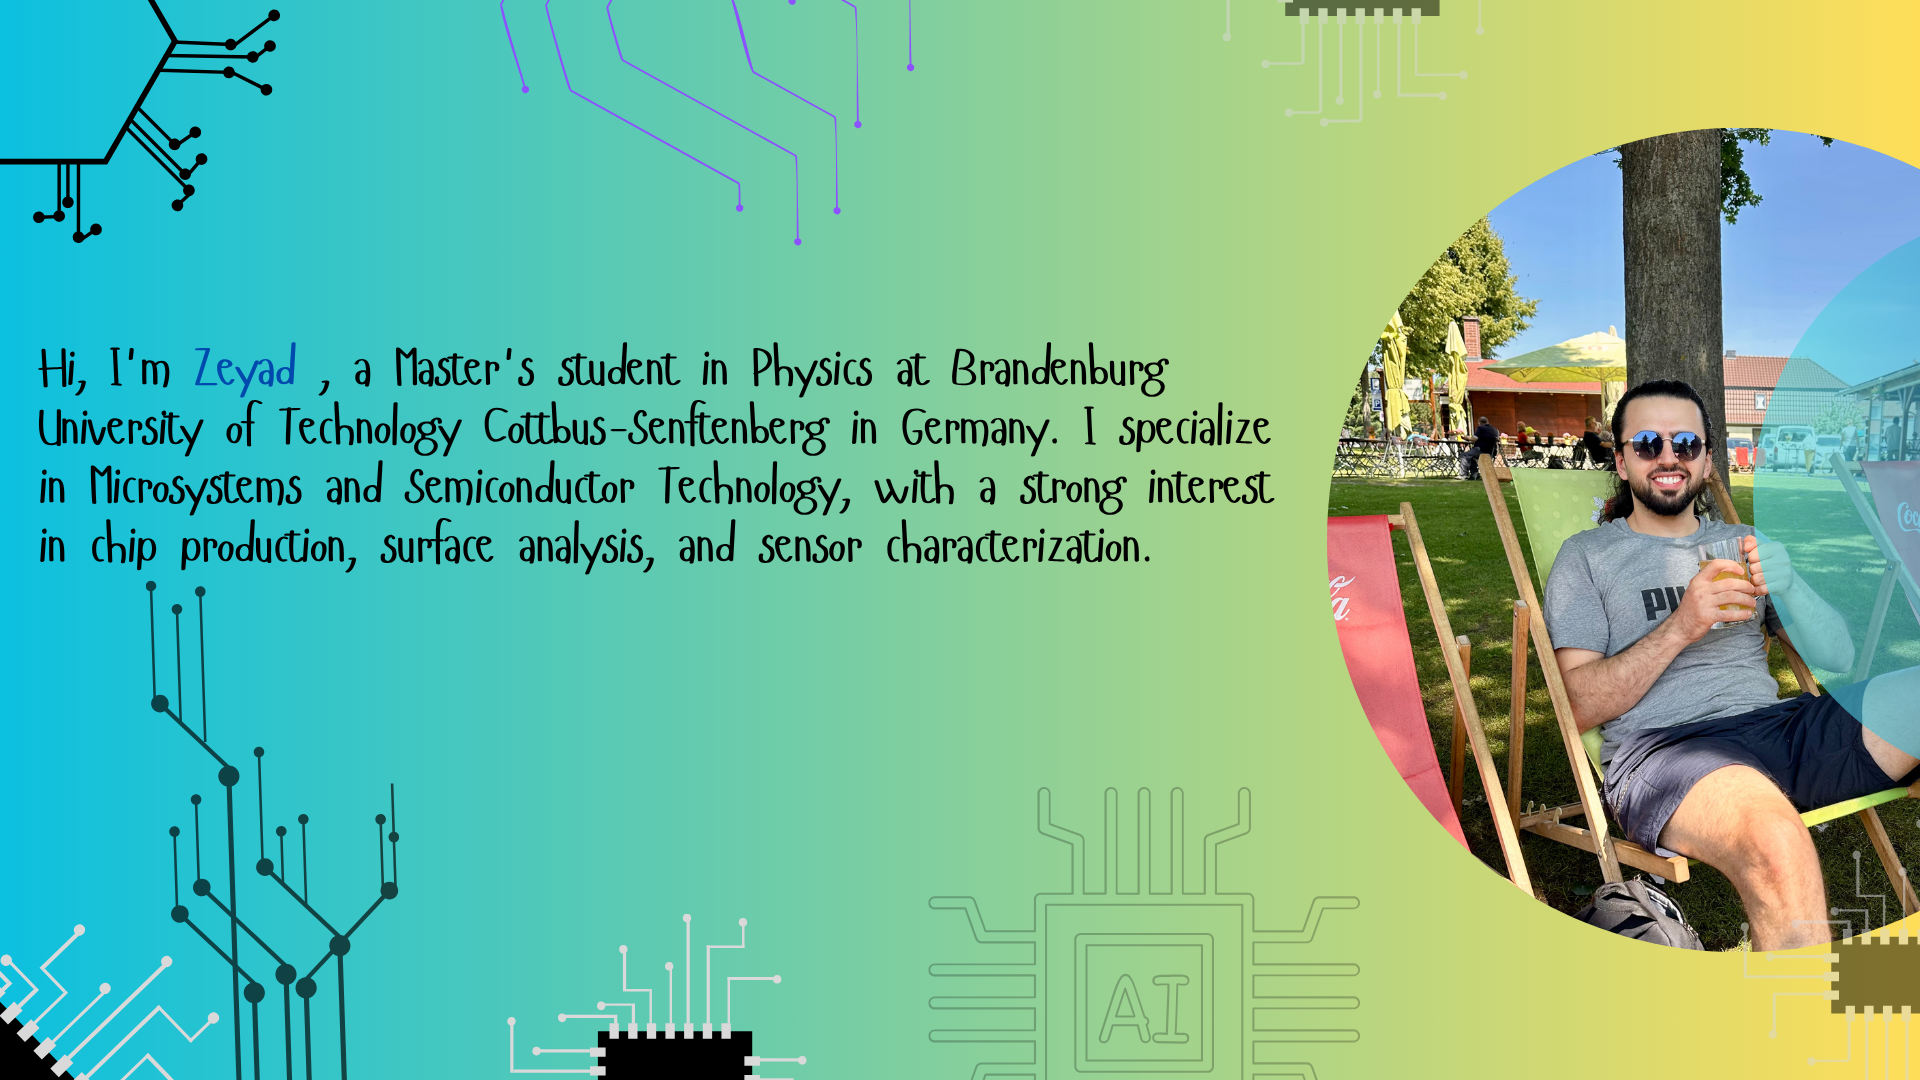 Hi, I'm Zeyad , a Master's student in Physics at Brandenburg
University of Technology Cottbus-Senftenberg in Germany. I specialize
in Microsystems and Semiconductor Technology, with a strong interest
in chip production, surface analysis, and sensor characterization.
AI